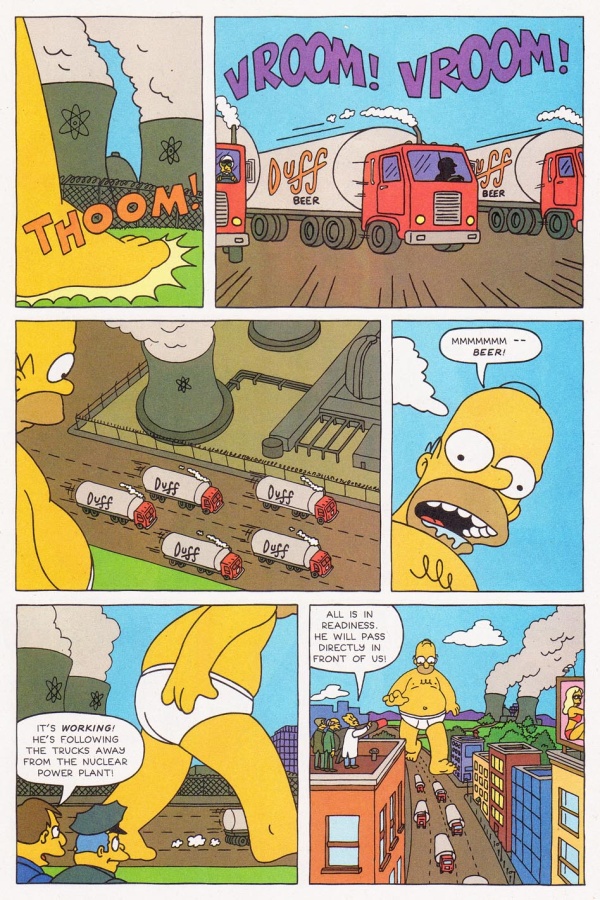 THOOM!
VROOM! VROOM!
Duff
BEER
uff
BEER
Duff
Duff
Duff
Duff
Duff
MMMMMMM --
BEER!
IT'S WORKING!
HE'S FOLLOWING
THE TRUCKS AWAY
FROM THE NUCLEAR
POWER PLANT!
ALL IS IN
READINESS.
HE WILL PASS
DIRECTLY IN
FRONT OF US!